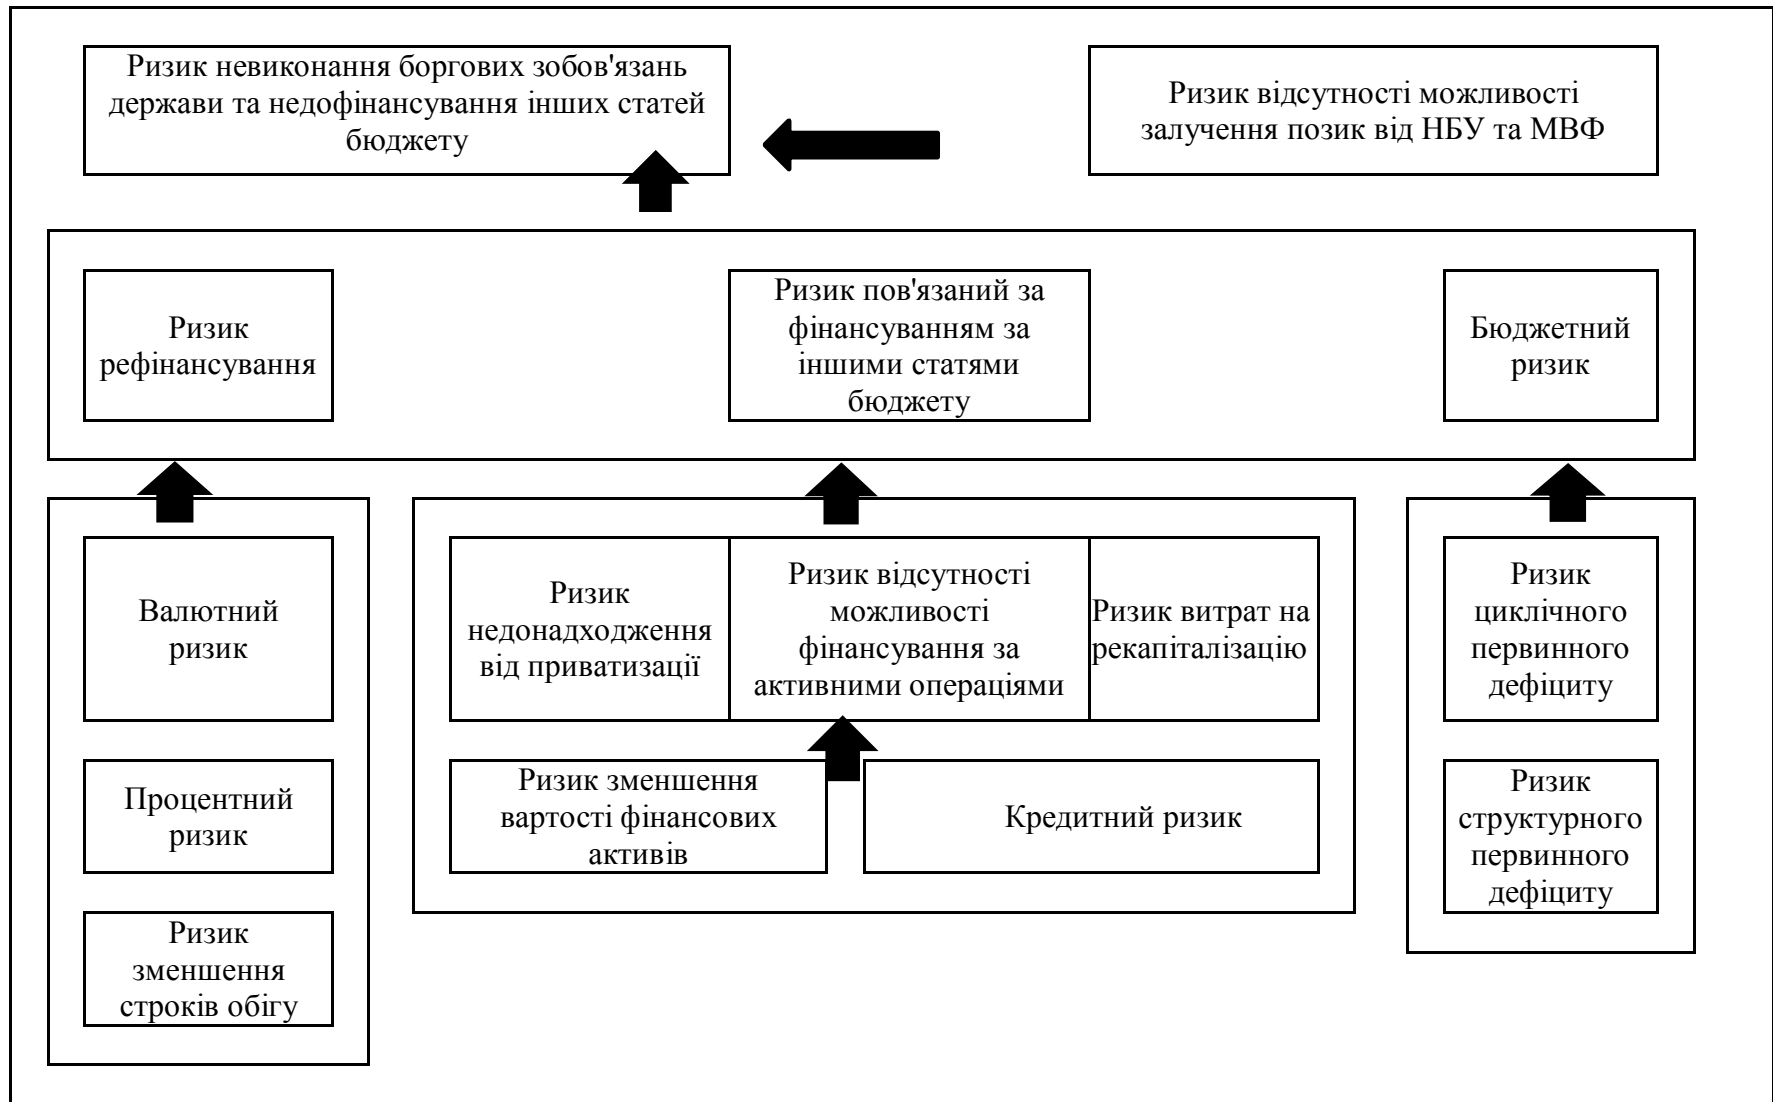 Ризик невиконання боргових зобов'язань
держави та недофінансування інших статей
бюджету
Ризик відсутності можливості
залучення позик від НБУ та МВФ
Ризик
рефінансування
Ризик пов'язаний за
фінансуванням за
іншими статями
бюджету
Бюджетний
ризик
Валютний
ризик
Процентний
ризик
Ризик
зменшення
строків обігу
Ризик
недонадходження
від приватизації
Ризик відсутності
можливості
фінансування за
активними операціями
Ризик витрат на
рекапіталізацію
Ризик зменшення
вартості фінансових
активів
Кредитний ризик
Ризик
циклічного
первинного
дефіциту
Ризик
структурного
первинного
дефіциту